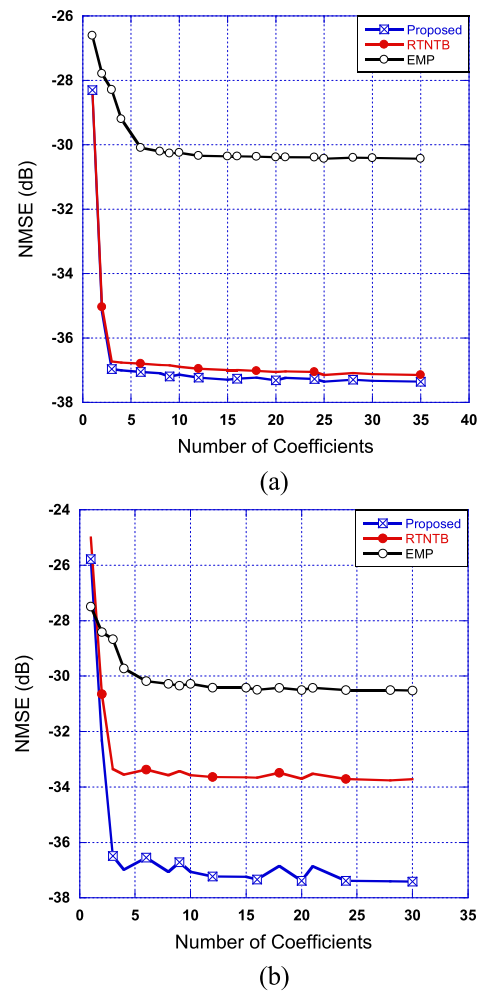 -26
-28
-30
-32
-34
-36
-38
NMSE (dB)
Proposed
RTNTB
EMP
0 5 10 15 20 25 30 35 40
Number of Coefficients
(a)
-24
-26
-28
-30
-32
-34
-36
-38
NMSE (dB)
Proposed
RTNTB
EMP
0 5 10 15 20 25 30 35
Number of Coefficients
(b)